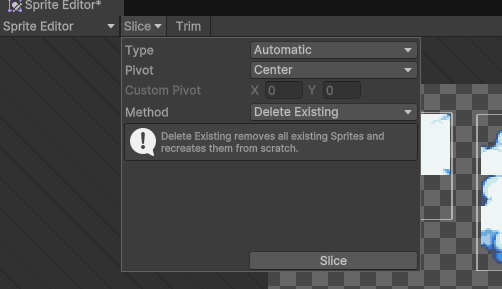 Sprite Editor*
Sprite Editor Slice Trim
Type Automatic
Pivot Center
Custom Pivot X 0 Y 0
Method Delete Existing
Delete Existing removes all existing Sprites and
recreates them from scratch.
Slice